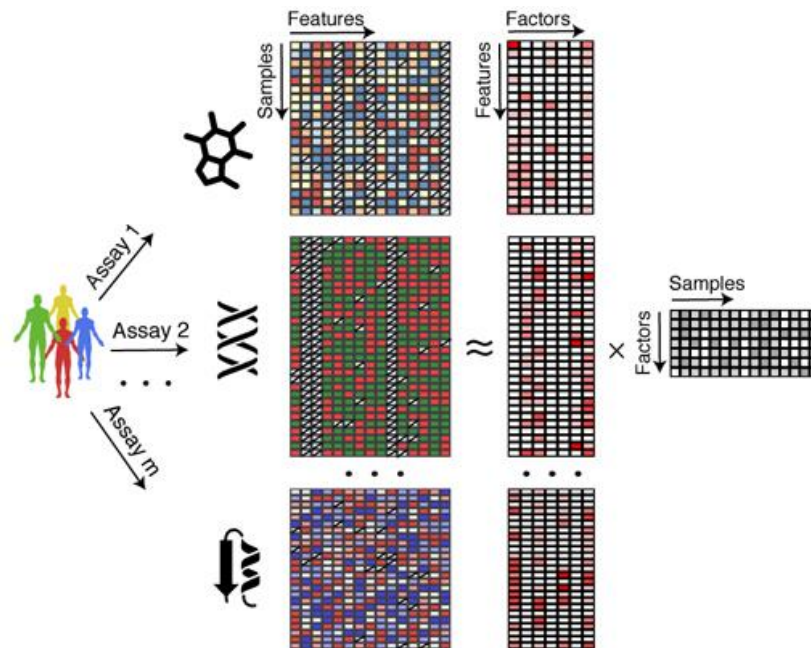 Features
Samples
Factors
Features
Assay 1
Assay 2
. . .
Assay m
≈
×
Samples
Factors
. . .
. . .